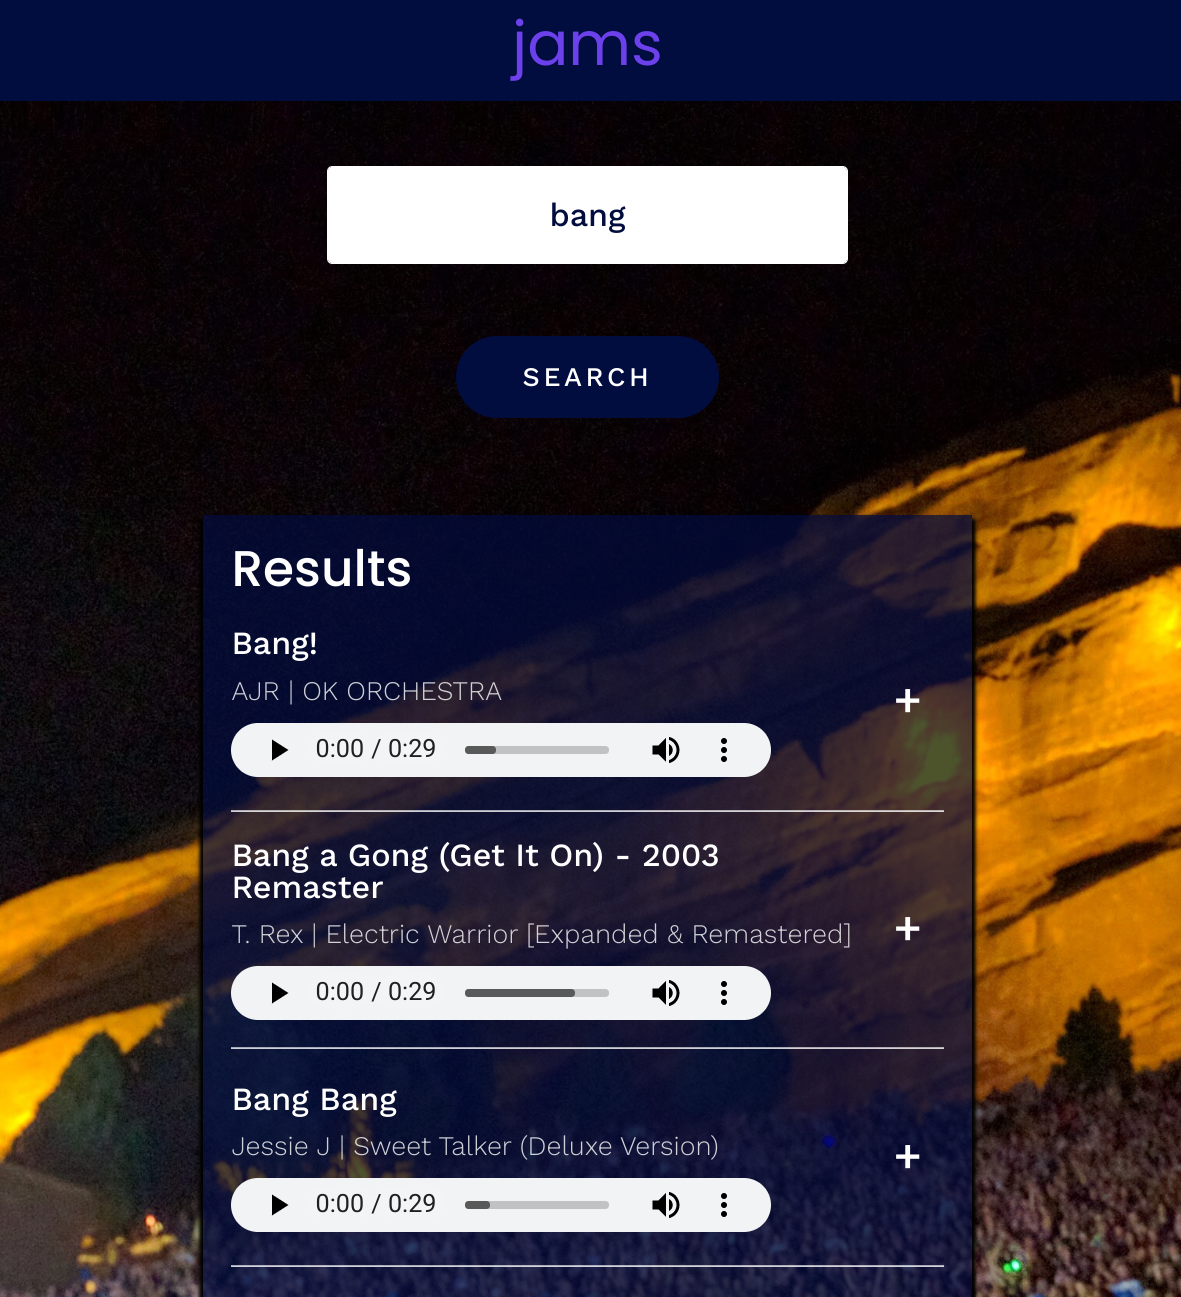 jams
bang
SEARCH
Results
Bang!
AJR | OK ORCHESTRA
0:00 / 0:29
Bang a Gong (Get It On) - 2003
Remaster
T. Rex | Electric Warrior [Expanded & Remastered]
0:00 / 0:29
Bang Bang
Jessie J | Sweet Talker (Deluxe Version)
0:00 / 0:29